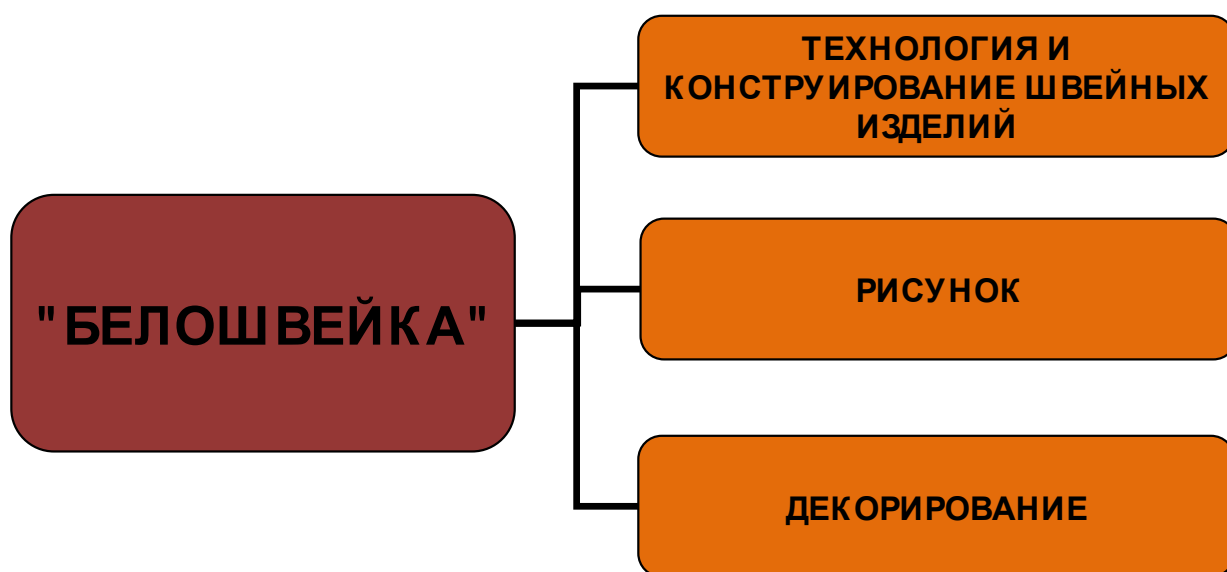 "БЕЛОШВЕЙКА"
ТЕХНОЛОГИЯ И
КОНСТРУИРОВАНИЕ ШВЕЙНЫХ
ИЗДЕЛИЙ
РИСУНОК
ДЕКОРИРОВАНИЕ